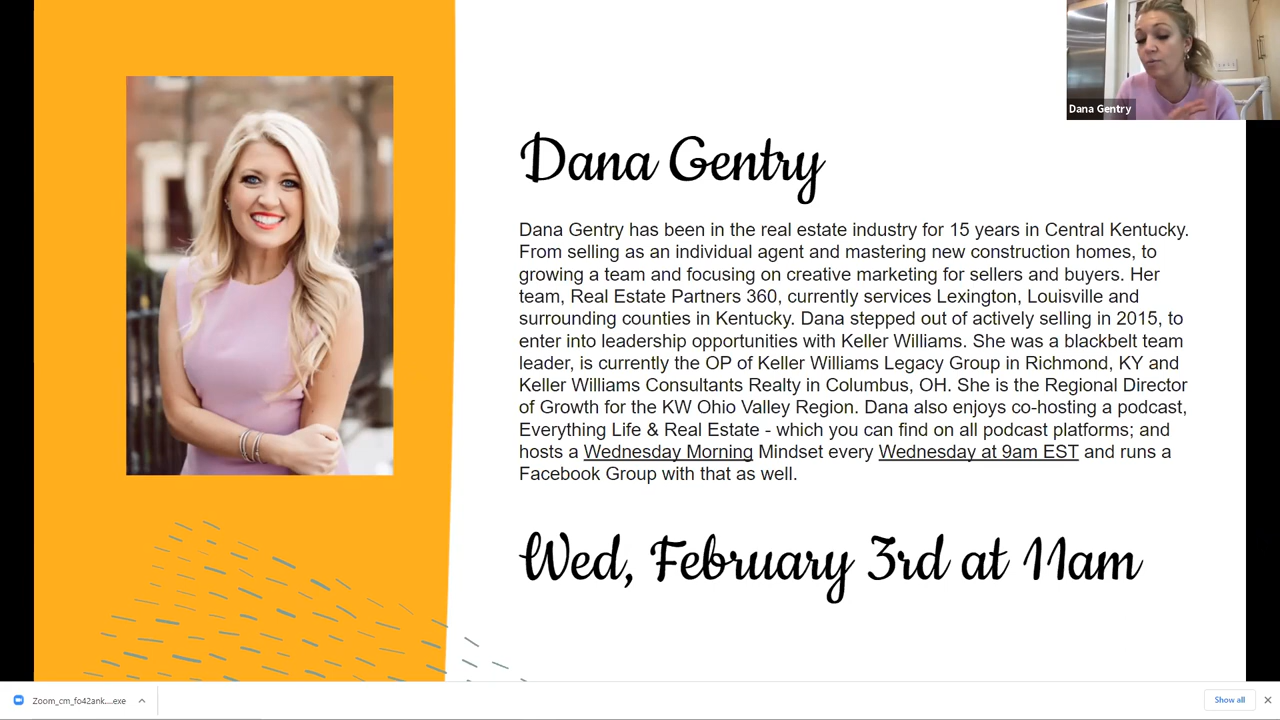 Dana Gentry
Dana Gentry
Dana Gentry has been in the real estate industry for 15 years in Central Kentucky.
From selling as an individual agent and mastering new construction homes, to
growing a team and focusing on creative marketing for sellers and buyers. Her
team, Real Estate Partners 360, currently services Lexington, Louisville and
surrounding counties in Kentucky. Dana stepped out of actively selling in 2015, to
enter into leadership opportunities with Keller Williams. She was a blackbelt team
leader, is currently the OP of Keller Williams Legacy Group in Richmond, KY and
Keller Williams Consultants Realty in Columbus, OH. She is the Regional Director
of Growth for the KW Ohio Valley Region. Dana also enjoys co-hosting a podcast,
Everything Life & Real Estate - which you can find on all podcast platforms; and
hosts a Wednesday Morning Mindset every Wednesday at 9am EST and runs a
Facebook Group with that as well.
Wed, February 3rd at 11am
Zoom_cm_fo42ank....exe
Show all